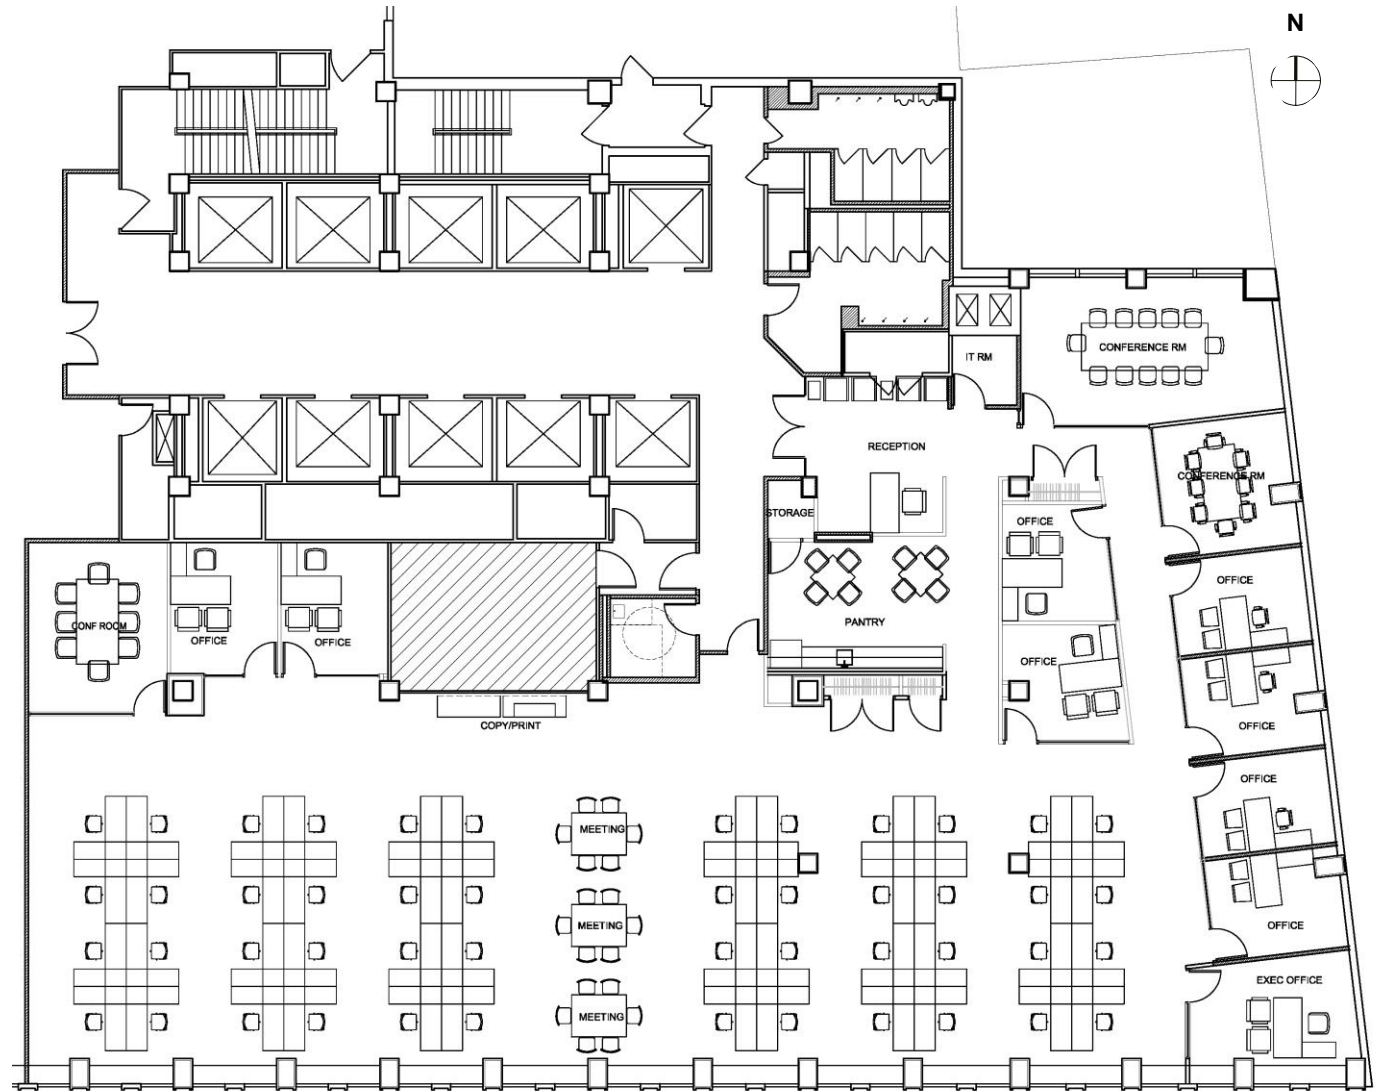 N
CONFERENCE RM
IT RM
RECEPTION
CONFERENCE RM
STORAGE
OFFICE
OFFICE
PANTRY
CONF ROOM
OFFICE
OFFICE
OFFICE
COPY/PRINT
OFFICE
OFFICE
MEETING
MEETING
OFFICE
EXEC OFFICE
MEETING